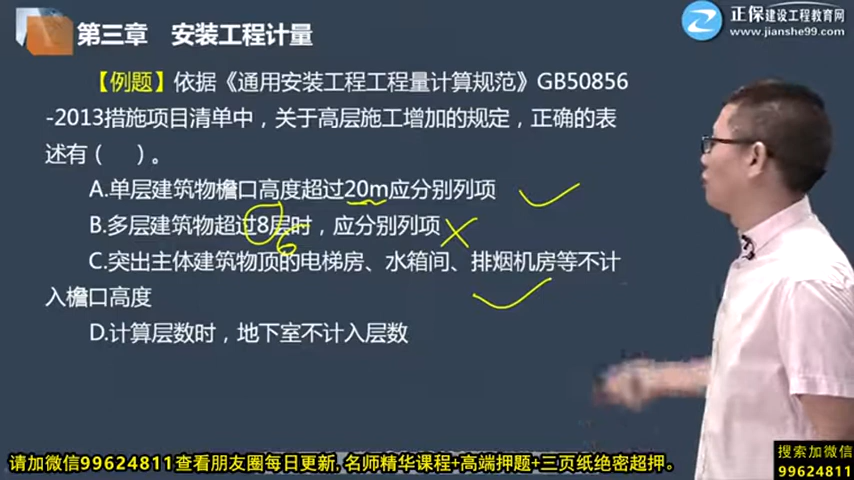 第三章 安装工程计量
正保建设工程教育网
www.jianshe99.com
【例题】依据《通用安装工程工程量计算规范》GB50856
-2013措施项目清单中，关于高层施工增加的规定，正确的表
述有（ ）。
A.单层建筑物檐口高度超过20m应分别列项
B.多层建筑物超过8层时，应分别列项
6
C.突出主体建筑物顶的电梯房、水箱间、排烟机房等不计
入檐口高度
D.计算层数时，地下室不计入层数
请加微信99624811查看朋友圈每日更新,名师精华课程+高端押题+三页纸绝密超押。
搜索加微信
99624811